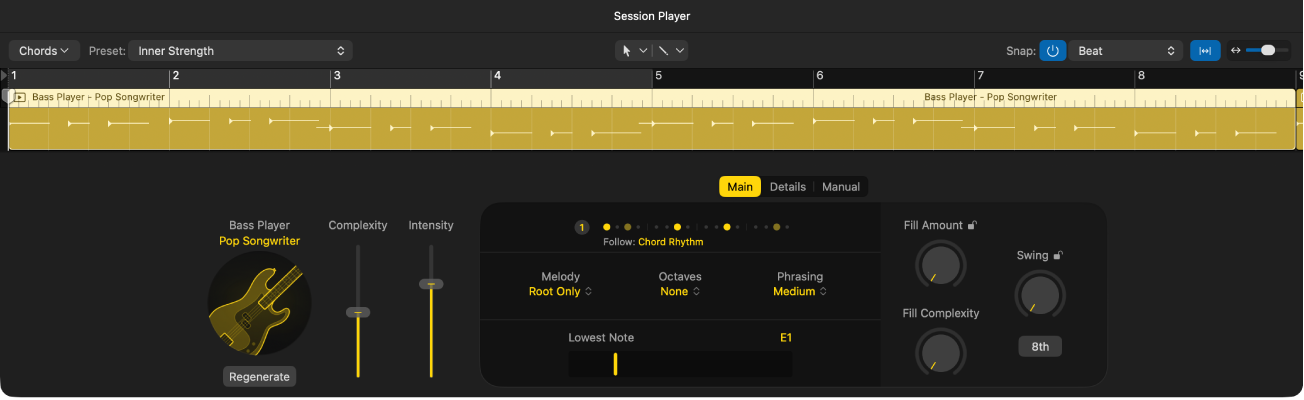 Session Player
Chords Preset: Inner Strength Snap: Beat
1 2 3 4 5 6 7 8 9
Bass Player – Pop Songwriter Bass Player – Pop Songwriter
Main Details Manual
Bass Player Complexity Intensity
Pop Songwriter
Regenerate
1
Follow: Chord Rhythm
Melody Octaves Phrasing
Root Only None Medium
Lowest Note E1
Fill Amount
Fill Complexity
Swing
8th